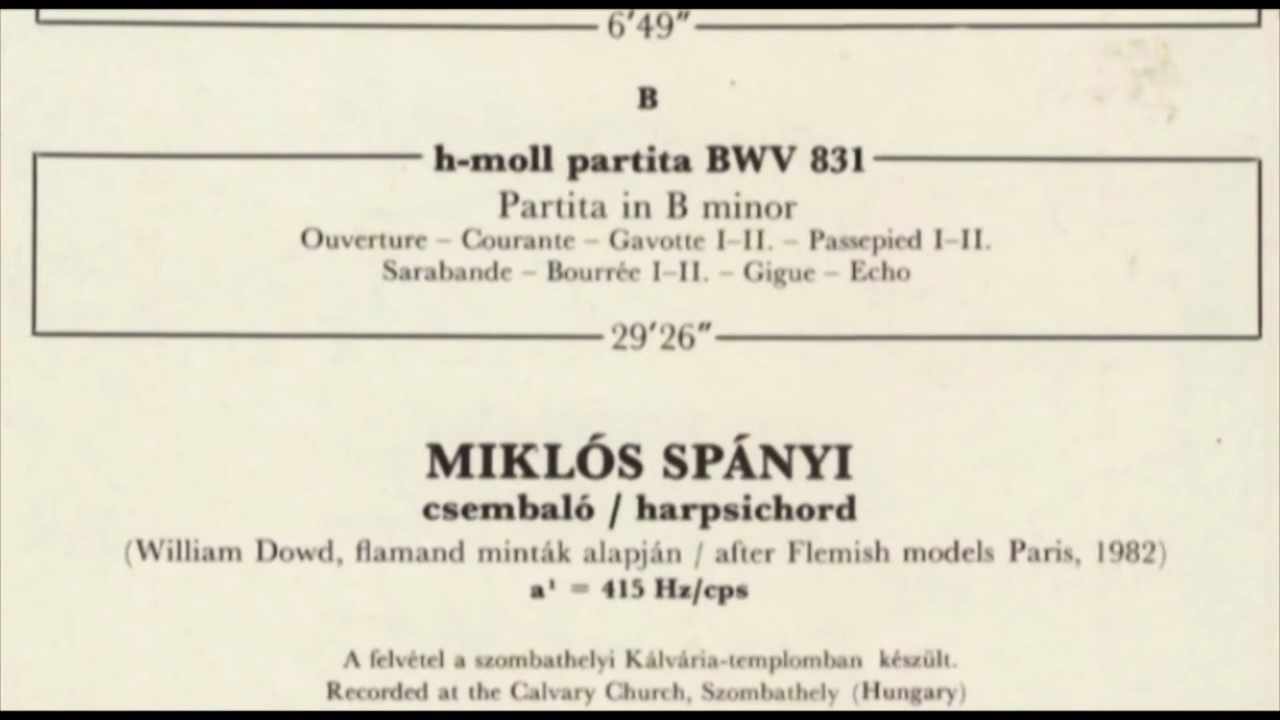 6′49″
B
h-moll partita BWV 831
Partita in B minor
Ouverture – Courante – Gavotte I–II. – Passepied I–II.
Sarabande – Bourrée I–II. – Gigue – Echo
29′26″
MIKLÓS SPÁNYI
csembaló / harpsichord
(William Dowd, flamand minták alapján / after Flemish models Paris, 1982)
a¹ = 415 Hz/cps
A felvétel a szombathelyi Kálvária-templomban készült.
Recorded at the Calvary Church, Szombathely (Hungary)